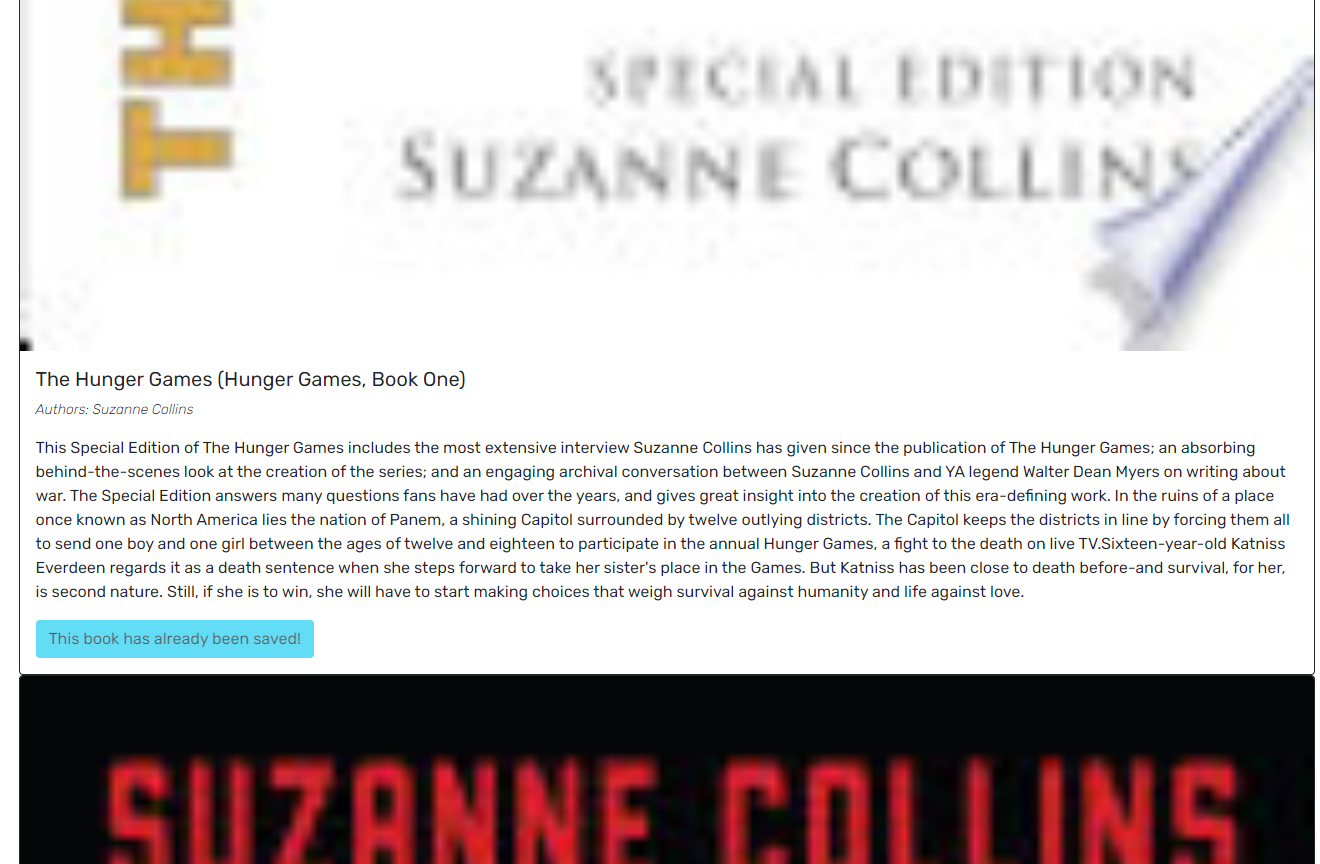 TH
SPECIAL EDITION
SUZANNE COLLINS
The Hunger Games (Hunger Games, Book One)
Authors: Suzanne Collins
This Special Edition of The Hunger Games includes the most extensive interview Suzanne Collins has given since the publication of The Hunger Games; an absorbing
behind-the-scenes look at the creation of the series; and an engaging archival conversation between Suzanne Collins and YA legend Walter Dean Myers on writing about
war. The Special Edition answers many questions fans have had over the years, and gives great insight into the creation of this era-defining work. In the ruins of a place
once known as North America lies the nation of Panem, a shining Capitol surrounded by twelve outlying districts. The Capitol keeps the districts in line by forcing them all
to send one boy and one girl between the ages of twelve and eighteen to participate in the annual Hunger Games, a fight to the death on live TV.Sixteen-year-old Katniss
Everdeen regards it as a death sentence when she steps forward to take her sister's place in the Games. But Katniss has been close to death before-and survival, for her,
is second nature. Still, if she is to win, she will have to start making choices that weigh survival against humanity and life against love.
This book has already been saved!
SUZANNE COLLINS